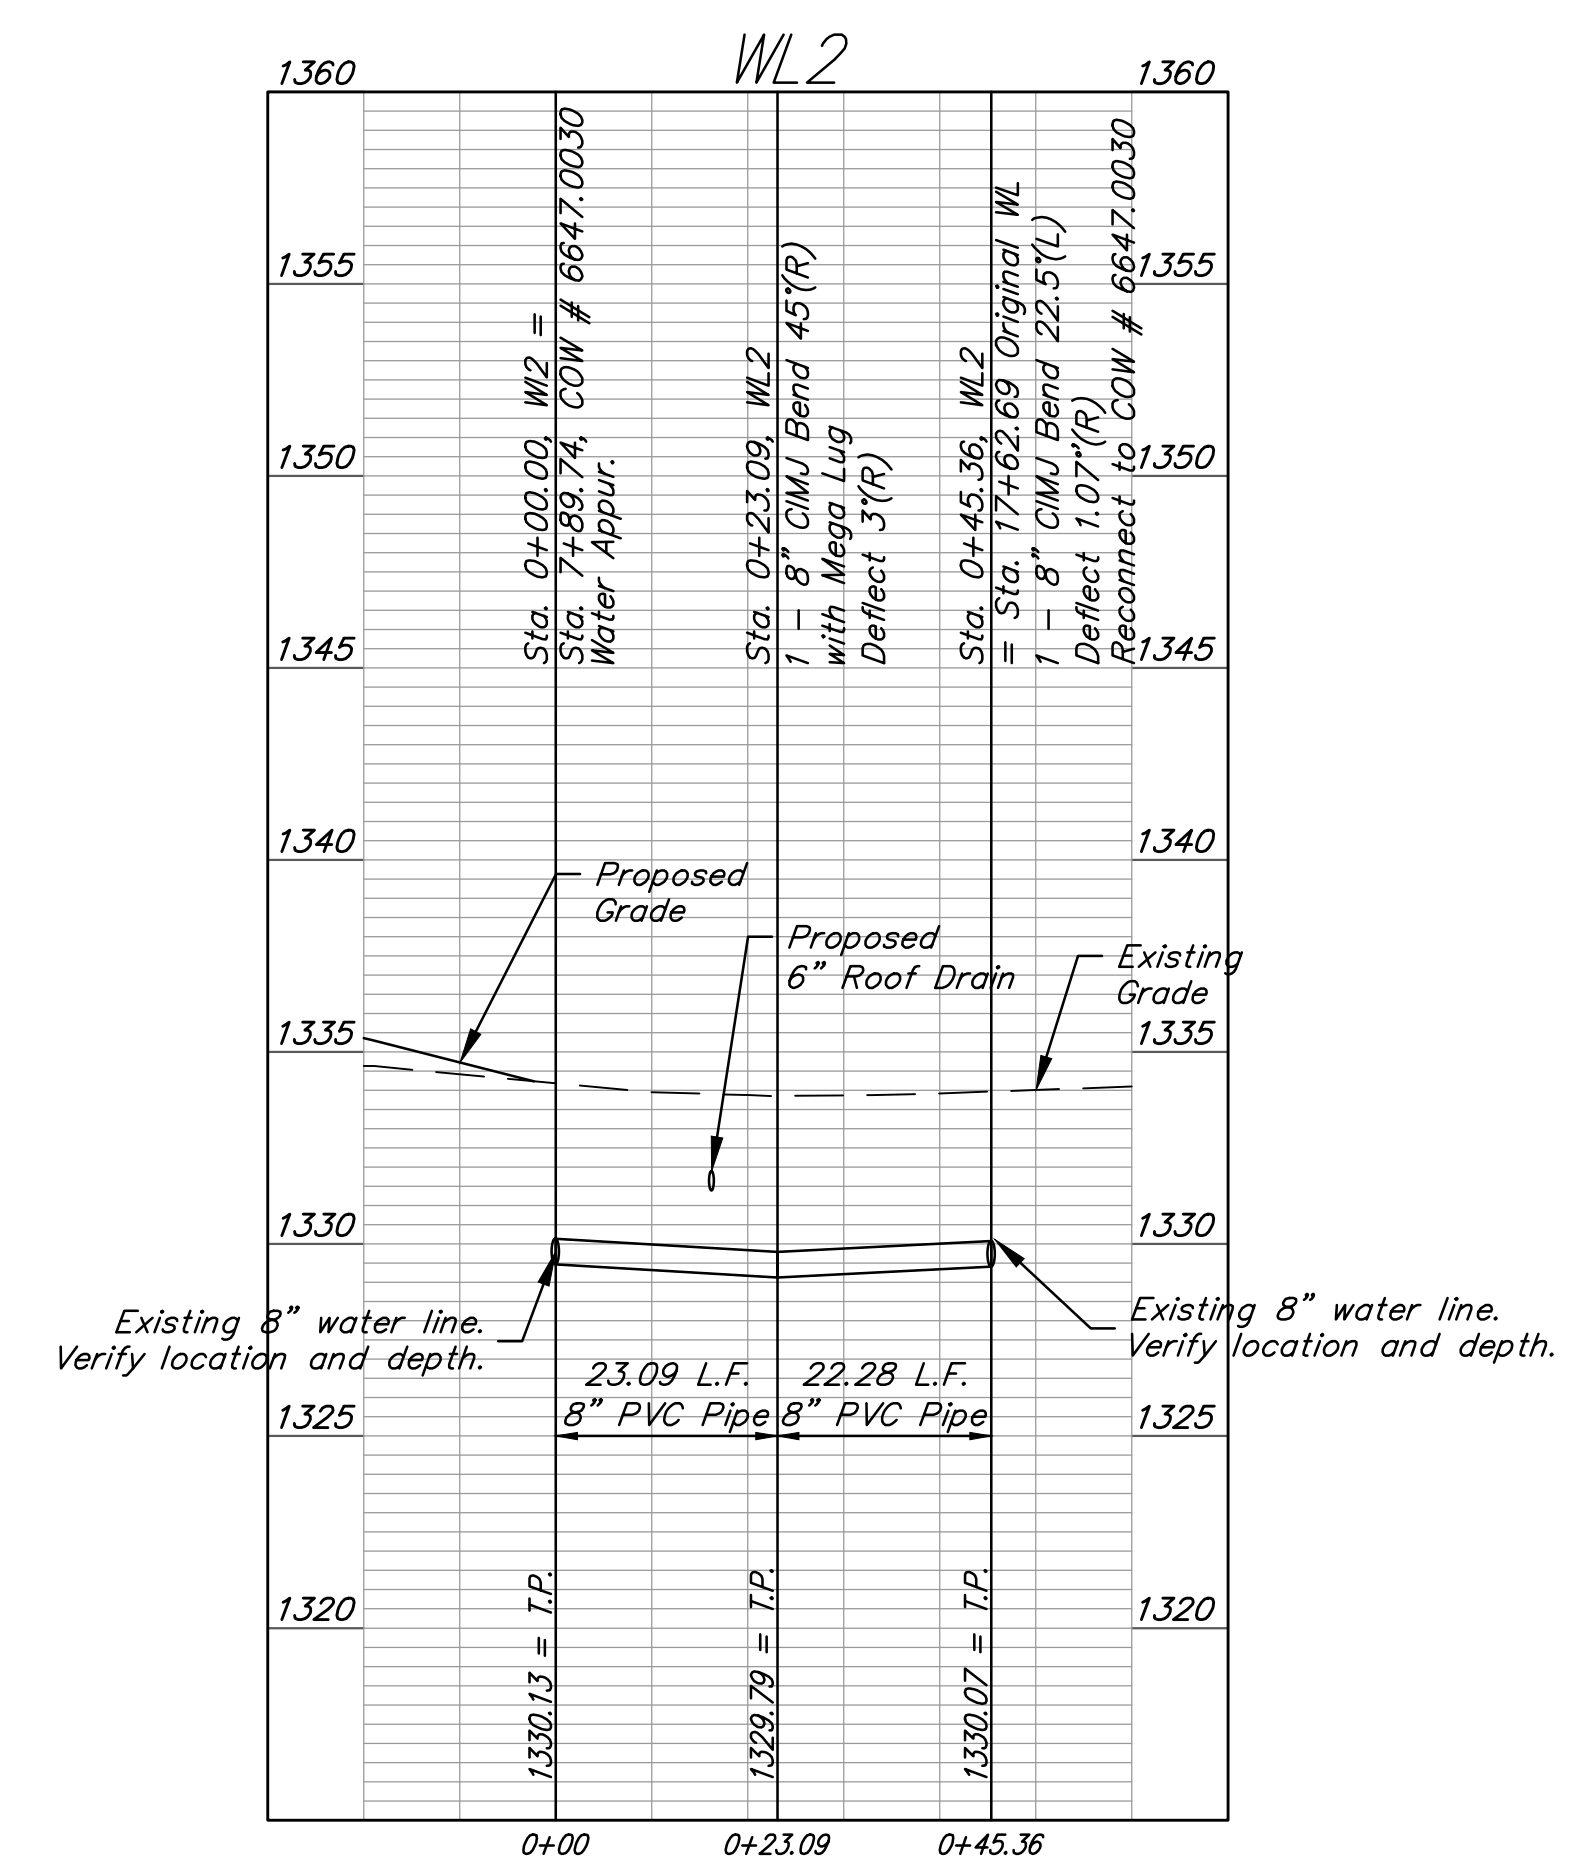 WL2
1360
1360
1355
1355
1350
1350
1345
1345
1340
1340
1335
1335
1330
1330
1325
1325
1320
1320
Sta. 0+00.00, Wl2 =
Sta. 7+89.74, COW # 6647.0030
Water Appur.
Sta. 0+23.09, WL2
1 - 8" CIMJ Bend 45°(R)
with Mega Lug
Deflect 3°(R)
Sta. 0+45.36, WL2
= Sta. 17+62.69 Original WL
1 - 8" CIMJ Bend 22.5°(L)
Deflect 1.07°"(R)
Reconnect to COW # 6647.0030
Proposed
Grade
Proposed
6" Roof Drain
Existing
Grade
Existing 8" water line.
Verify location and depth.
Existing 8" water line.
Verify location and depth.
23.09 L.F.
8" PVC Pipe
22.28 L.F.
8" PVC Pipe
1330.13 = T.P.
1329.79 = T.P.
1330.07 = T.P.
0+00
0+23.09
0+45.36